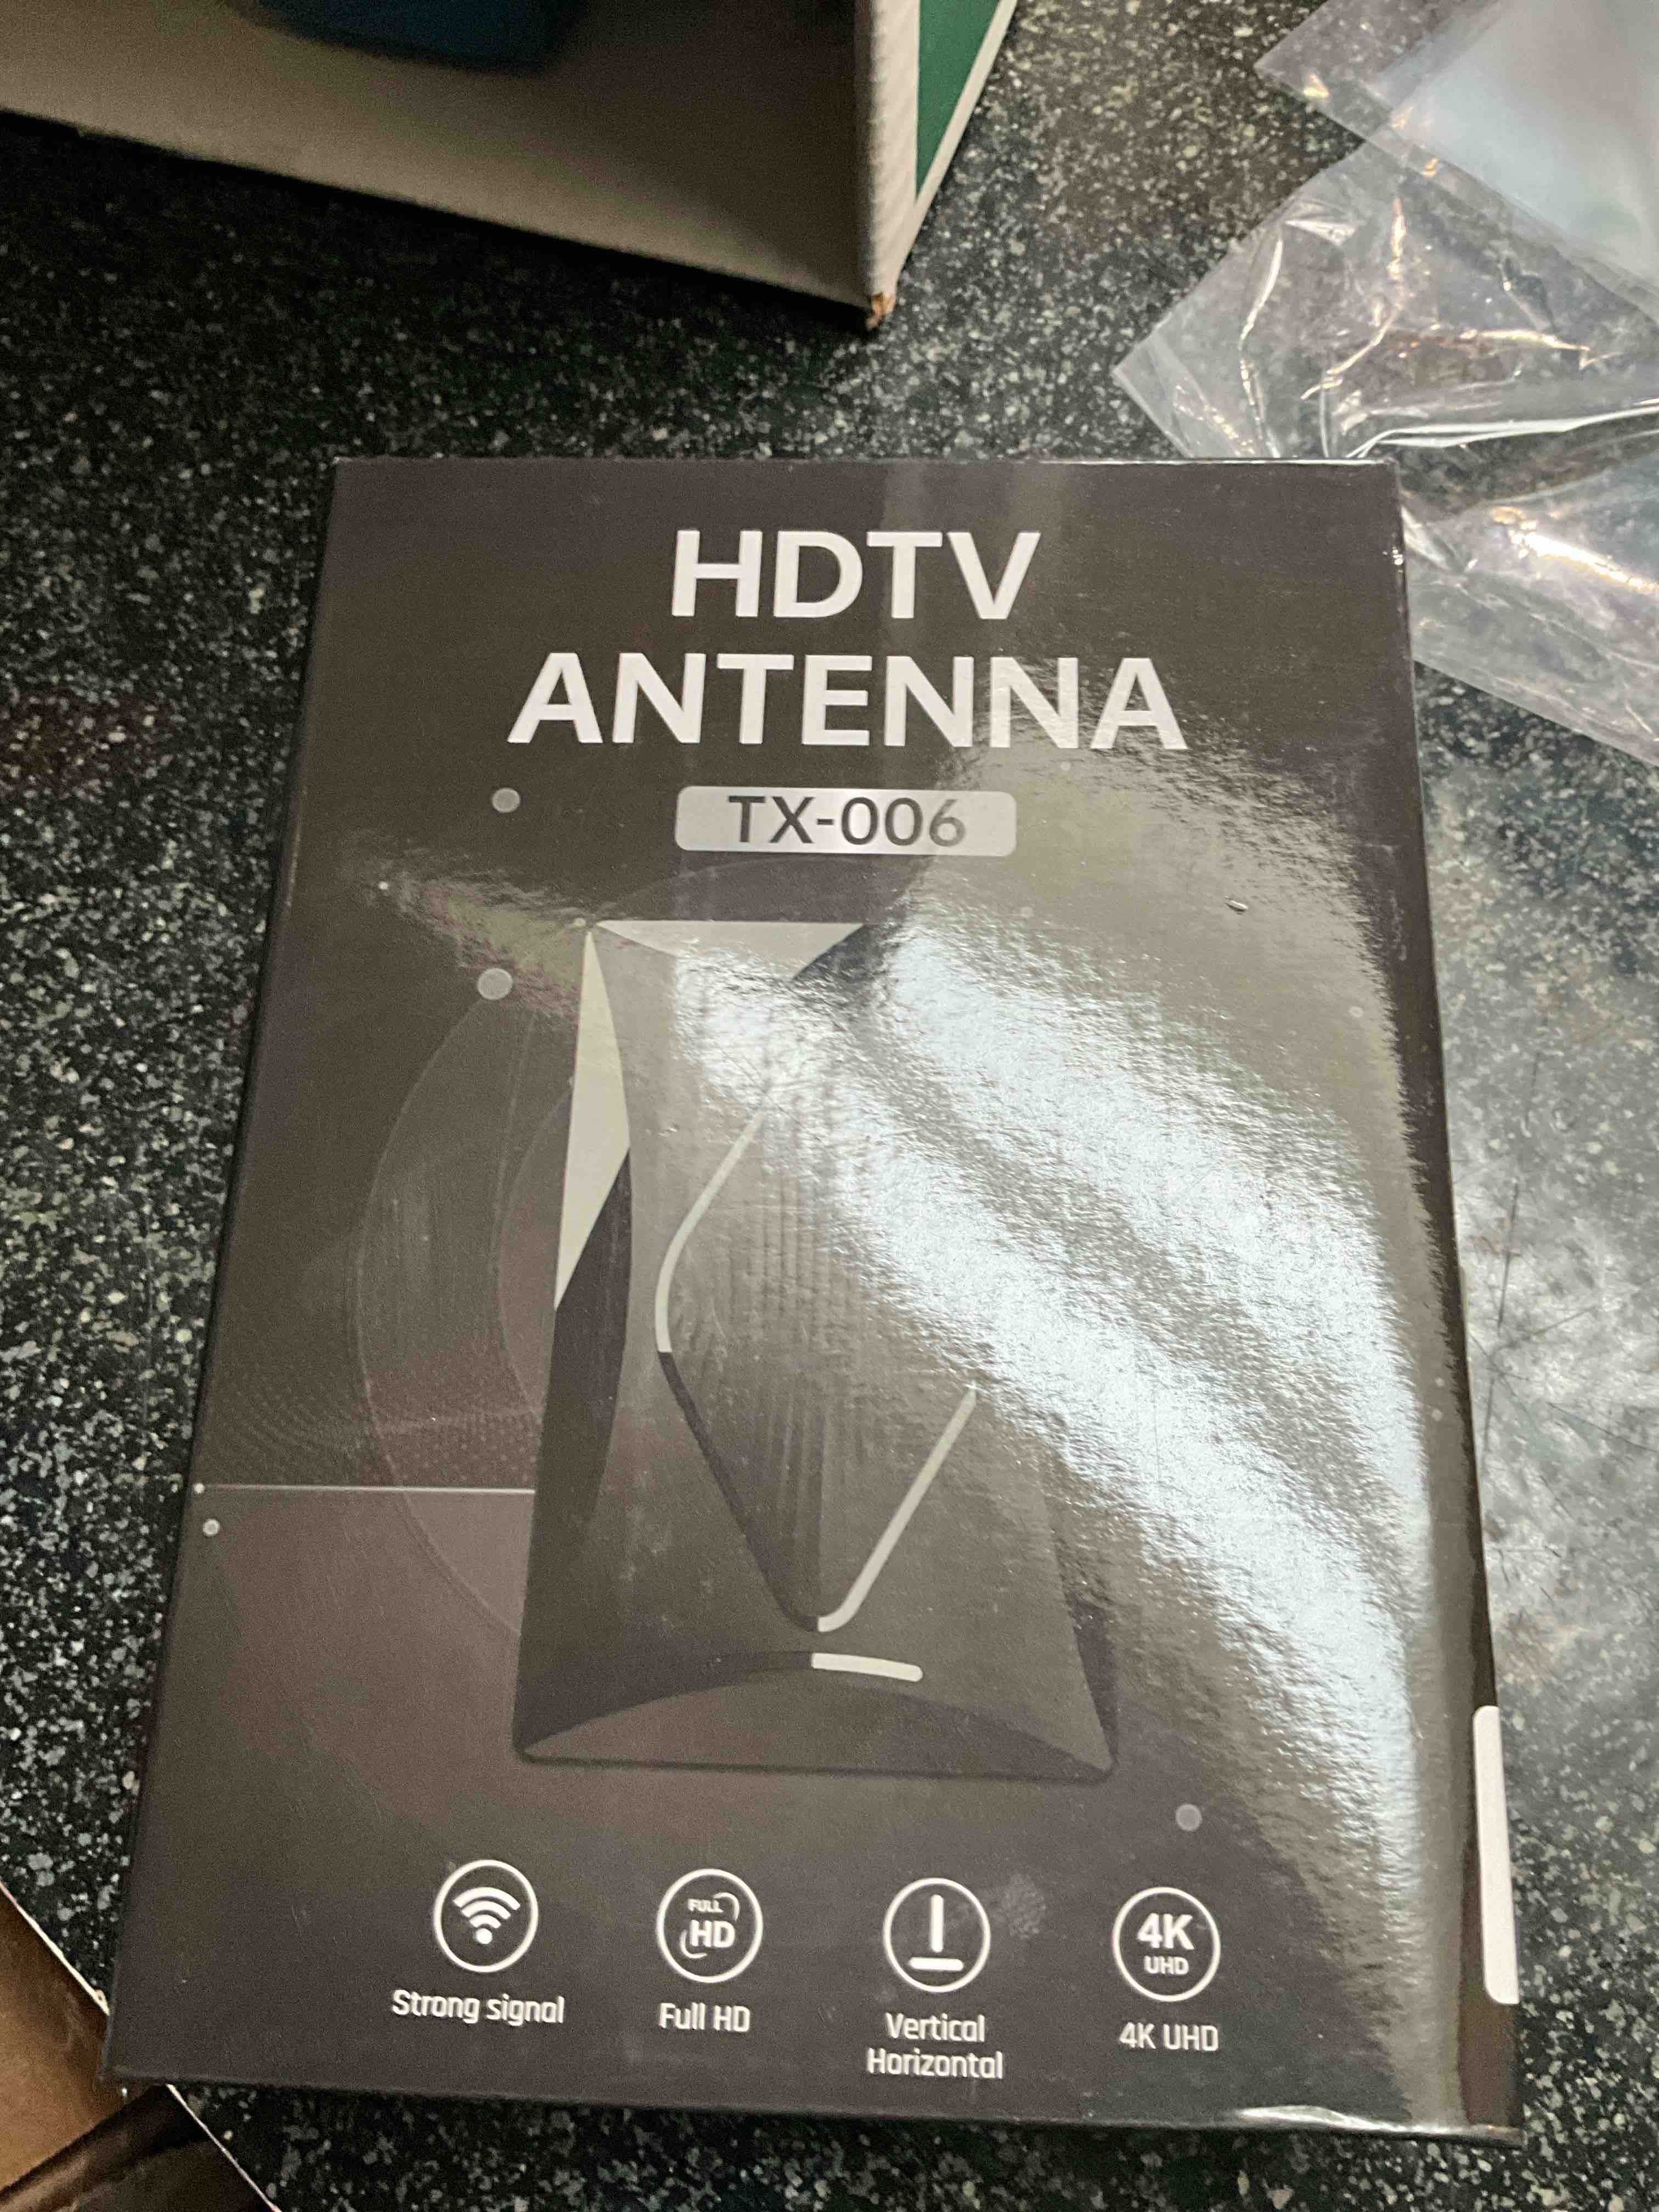 HDTV
ANTENNA
TX-006
Strong signal
FULL
HD
Full HD
Vertical
Horizontal
4K
UHD
4K UHD